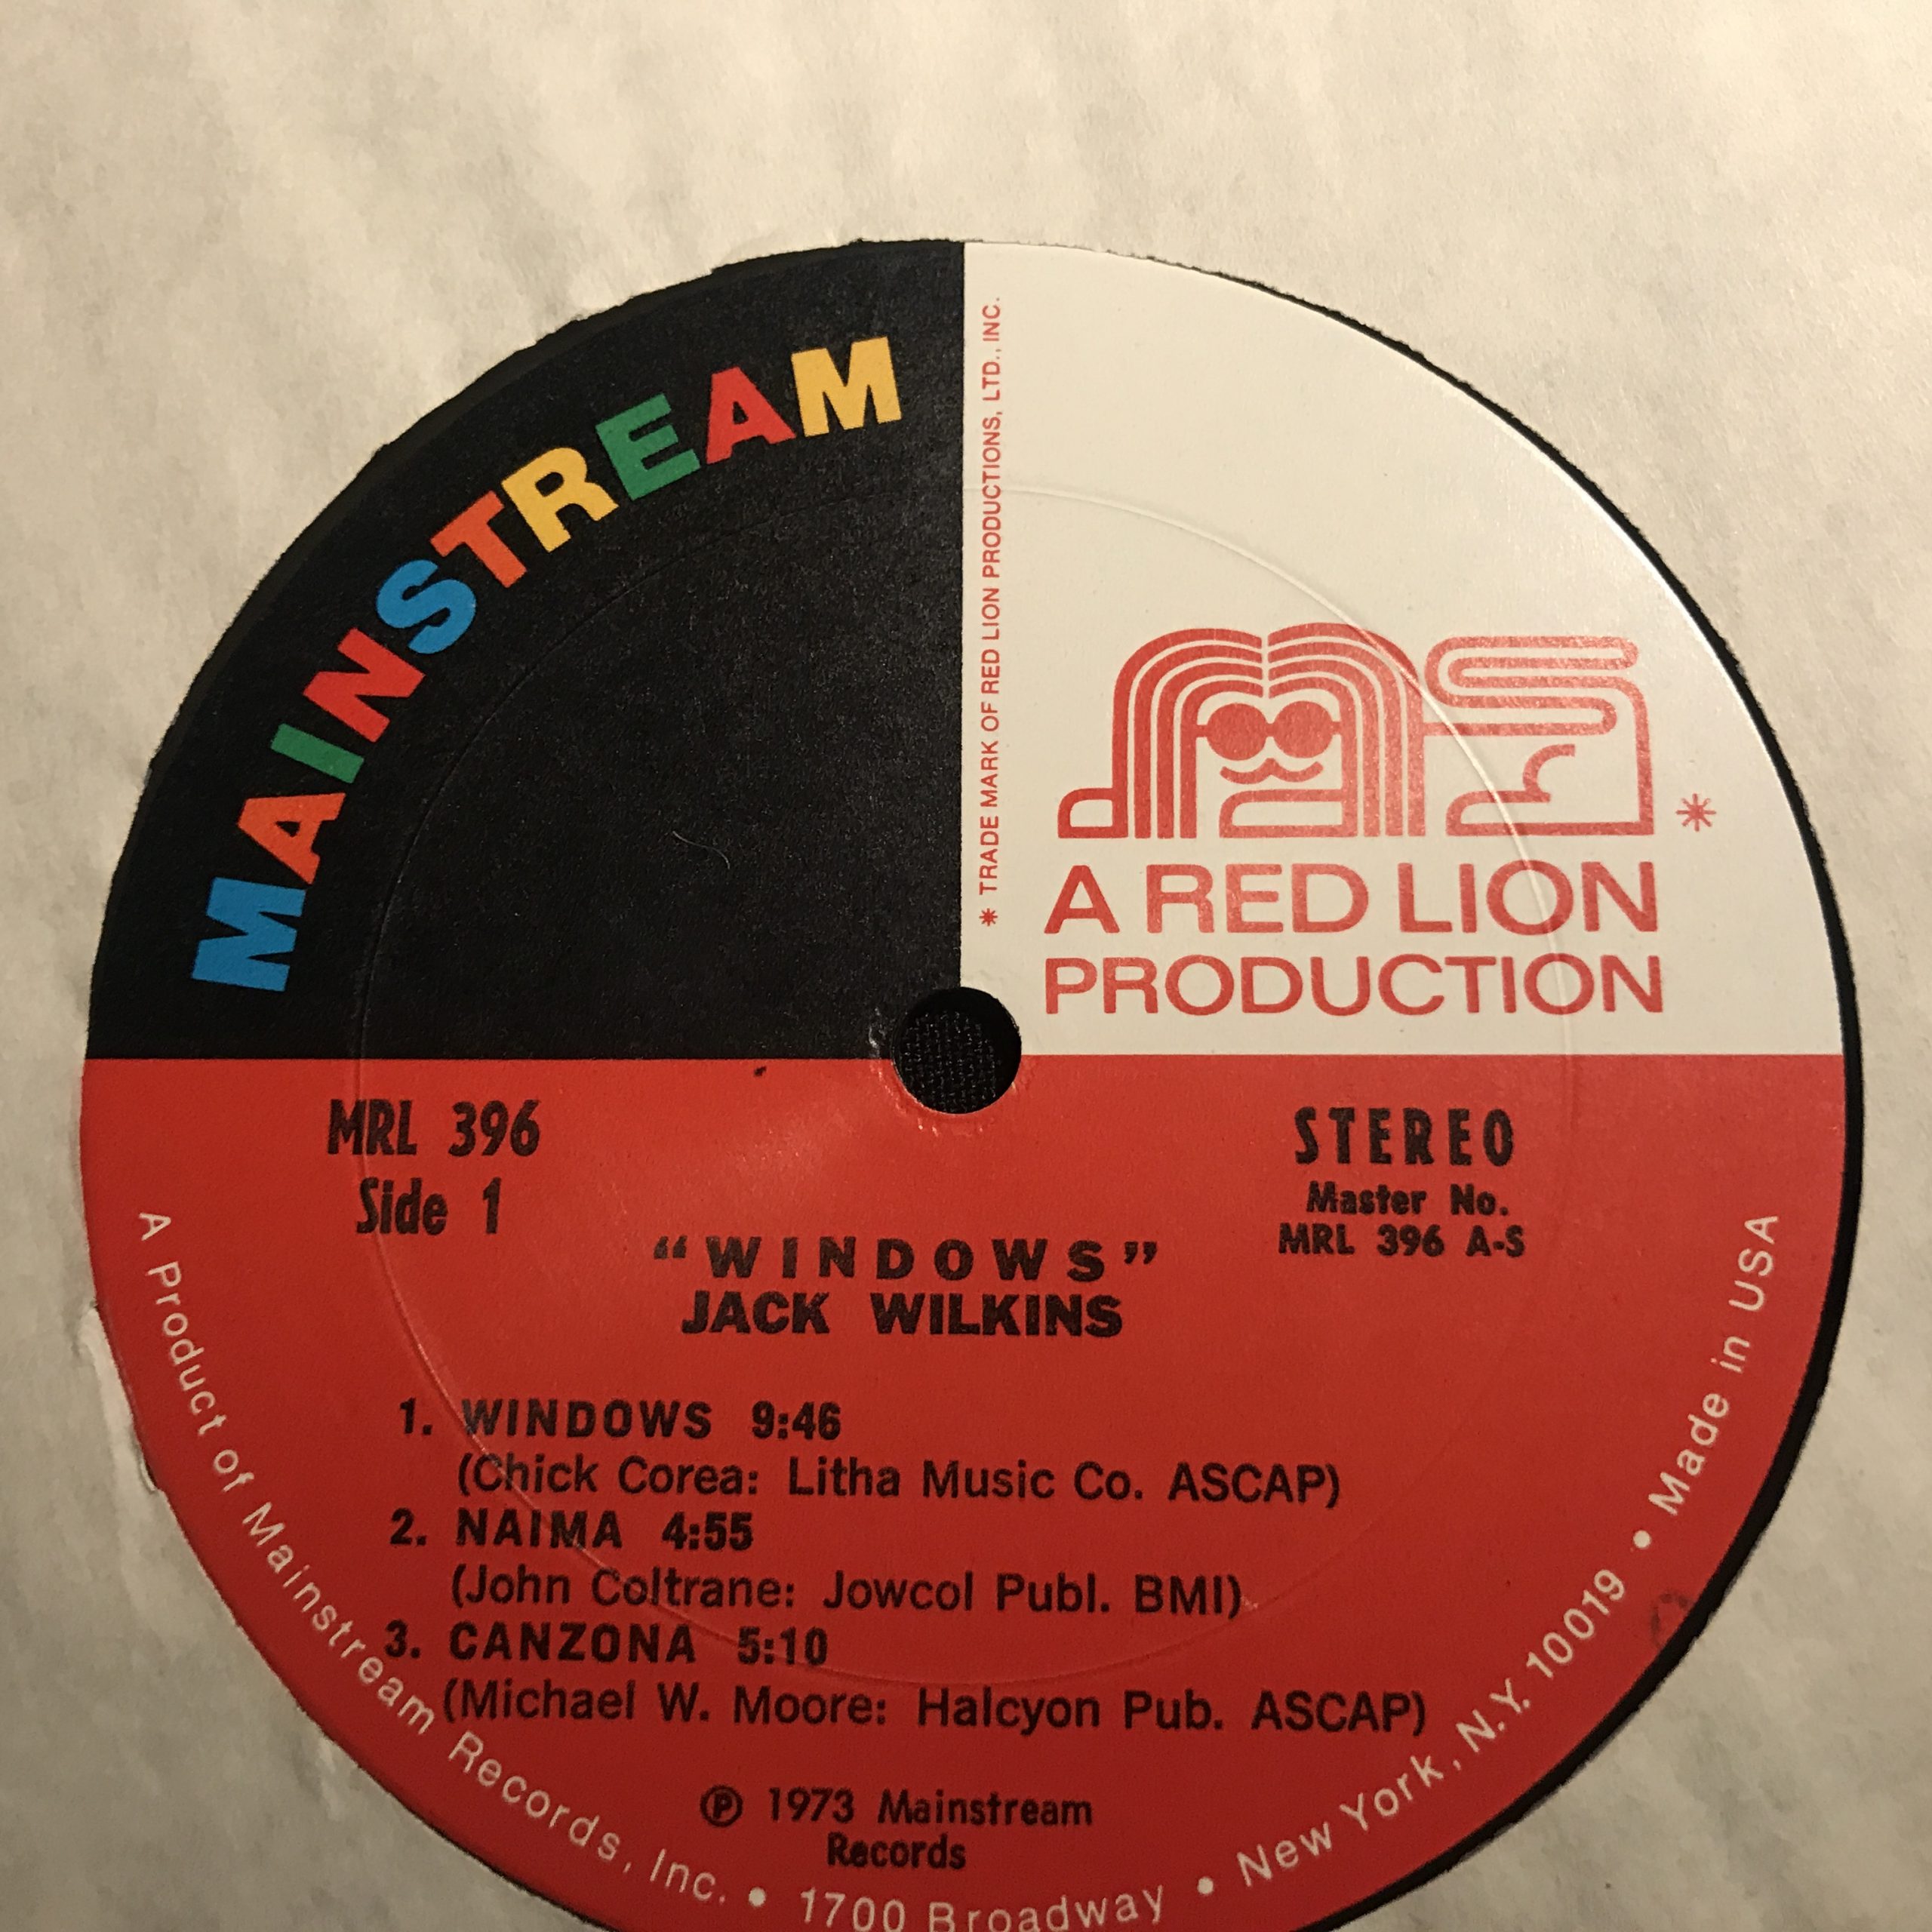 MAINSTREAM
* TRADE MARK OF RED LION PRODUCTIONS, LTD., INC.
ms *
A RED LION
PRODUCTION
MRL 396
Side 1
STEREO
Master No.
MRL 396 A-S
“WINDOWS”
JACK WILKINS
1. WINDOWS 9:46
(Chick Corea: Litha Music Co. ASCAP)
2. NAIMA 4:55
(John Coltrane: Jowcol Publ. BMI)
3. CANZONA 5:10
(Michael W. Moore: Halcyon Pub. ASCAP)
℗ 1973 Mainstream
Records
A Product of Mainstream Records, Inc. • 1700 Broadway • New York, N.Y. 10019 • Made in USA